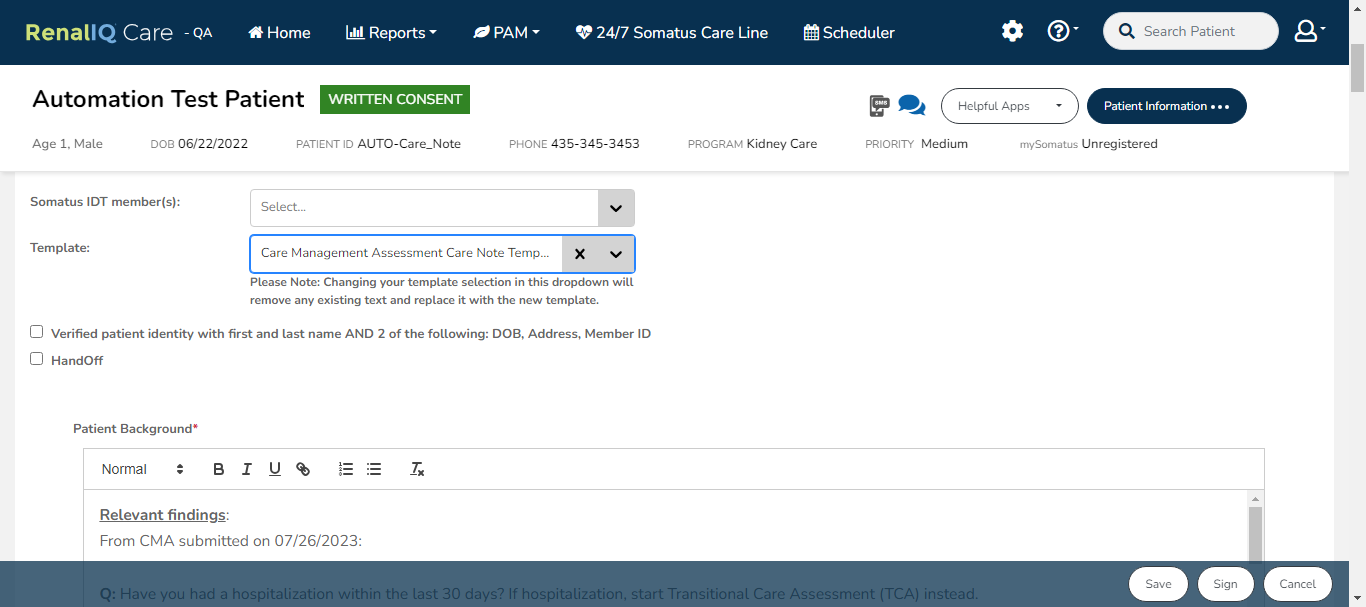 RenalIQ Care - QA Home Reports PAM 24/7 Somatus Care Line Scheduler Search Patient
Automation Test Patient WRITTEN CONSENT SMS Helpful Apps Patient Information
Age 1, Male DOB 06/22/2022 PATIENT ID AUTO-Care_Note PHONE 435-345-3453 PROGRAM Kidney Care PRIORITY Medium mySomatus Unregistered
Somatus IDT member(s): Select...
Template: Care Management Assessment Care Note Temp...
Please Note: Changing your template selection in this dropdown will
remove any existing text and replace it with the new template.
Verified patient identity with first and last name AND 2 of the following: DOB, Address, Member ID
HandOff
Patient Background*
Normal B I U
Relevant findings:
From CMA submitted on 07/26/2023:
Q: Have you had a hospitalization within the last 30 days? If hospitalization, start Transitional Care Assessment (TCA) instead.
Save Sign Cancel